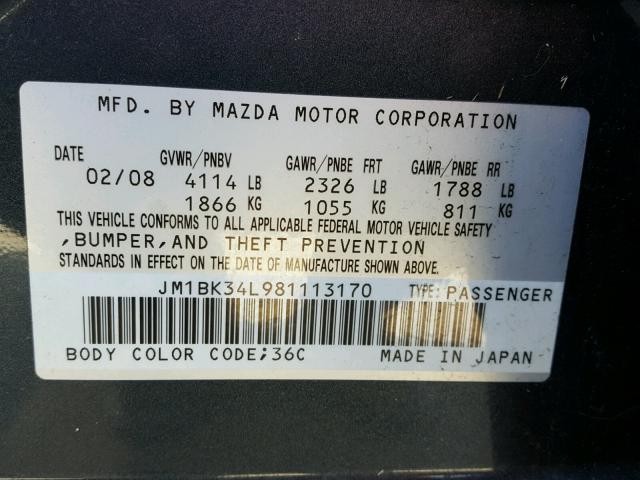 MFD. BY MAZDA MOTOR CORPORATION
DATE GVWR/PNBV GAWR/PNBE FRT GAWR/PNBE RR
02/08 4114 LB 2326 LB 1788 LB
1866 KG 1055 KG 811 KG
THIS VEHICLE CONFORMS TO ALL APPLICABLE FEDERAL MOTOR VEHICLE SAFETY
,BUMPER,AND THEFT PREVENTION
STANDARDS IN EFFECT ON THE DATE OF MANUFACTURE SHOWN ABOVE.
JM1BK34L981113170 TYPE:PASSENGER
BODY COLOR CODE;36C MADE IN JAPAN